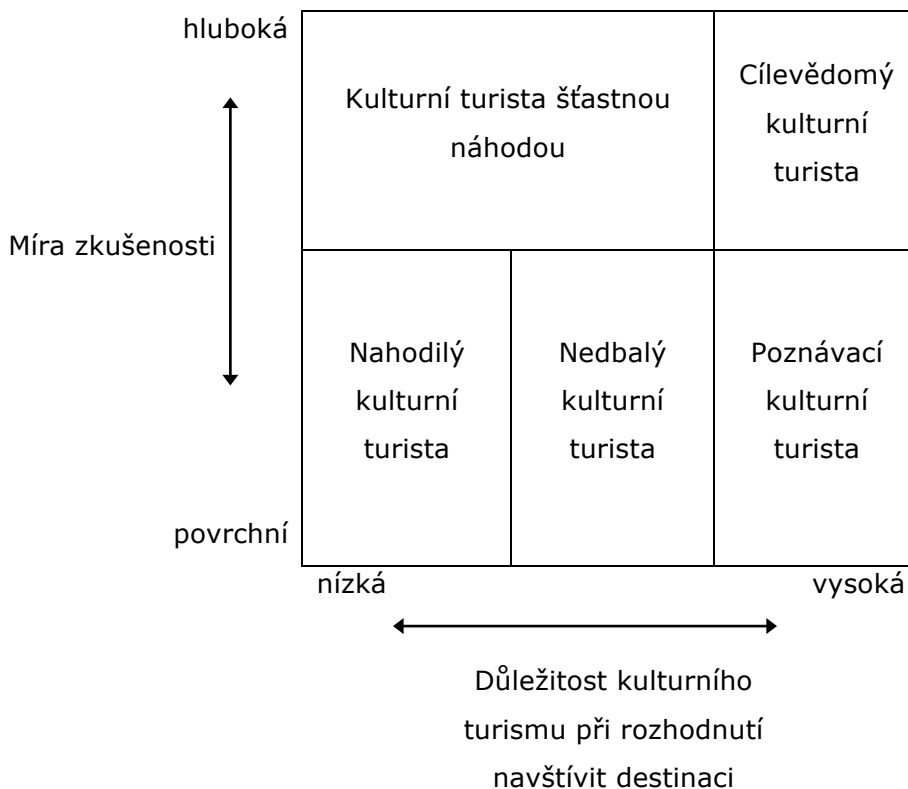 hluboká
Kulturní turista šťastnou
náhodou
Cílevědomý
kulturní
turista
Míra zkušenosti
Nahodilý
kulturní
turista
Nedbalý
kulturní
turista
Poznávací
kulturní
turista
povrchní
nízká
vysoká
Důležitost kulturního
turismu při rozhodnutí
navštívit destinaci